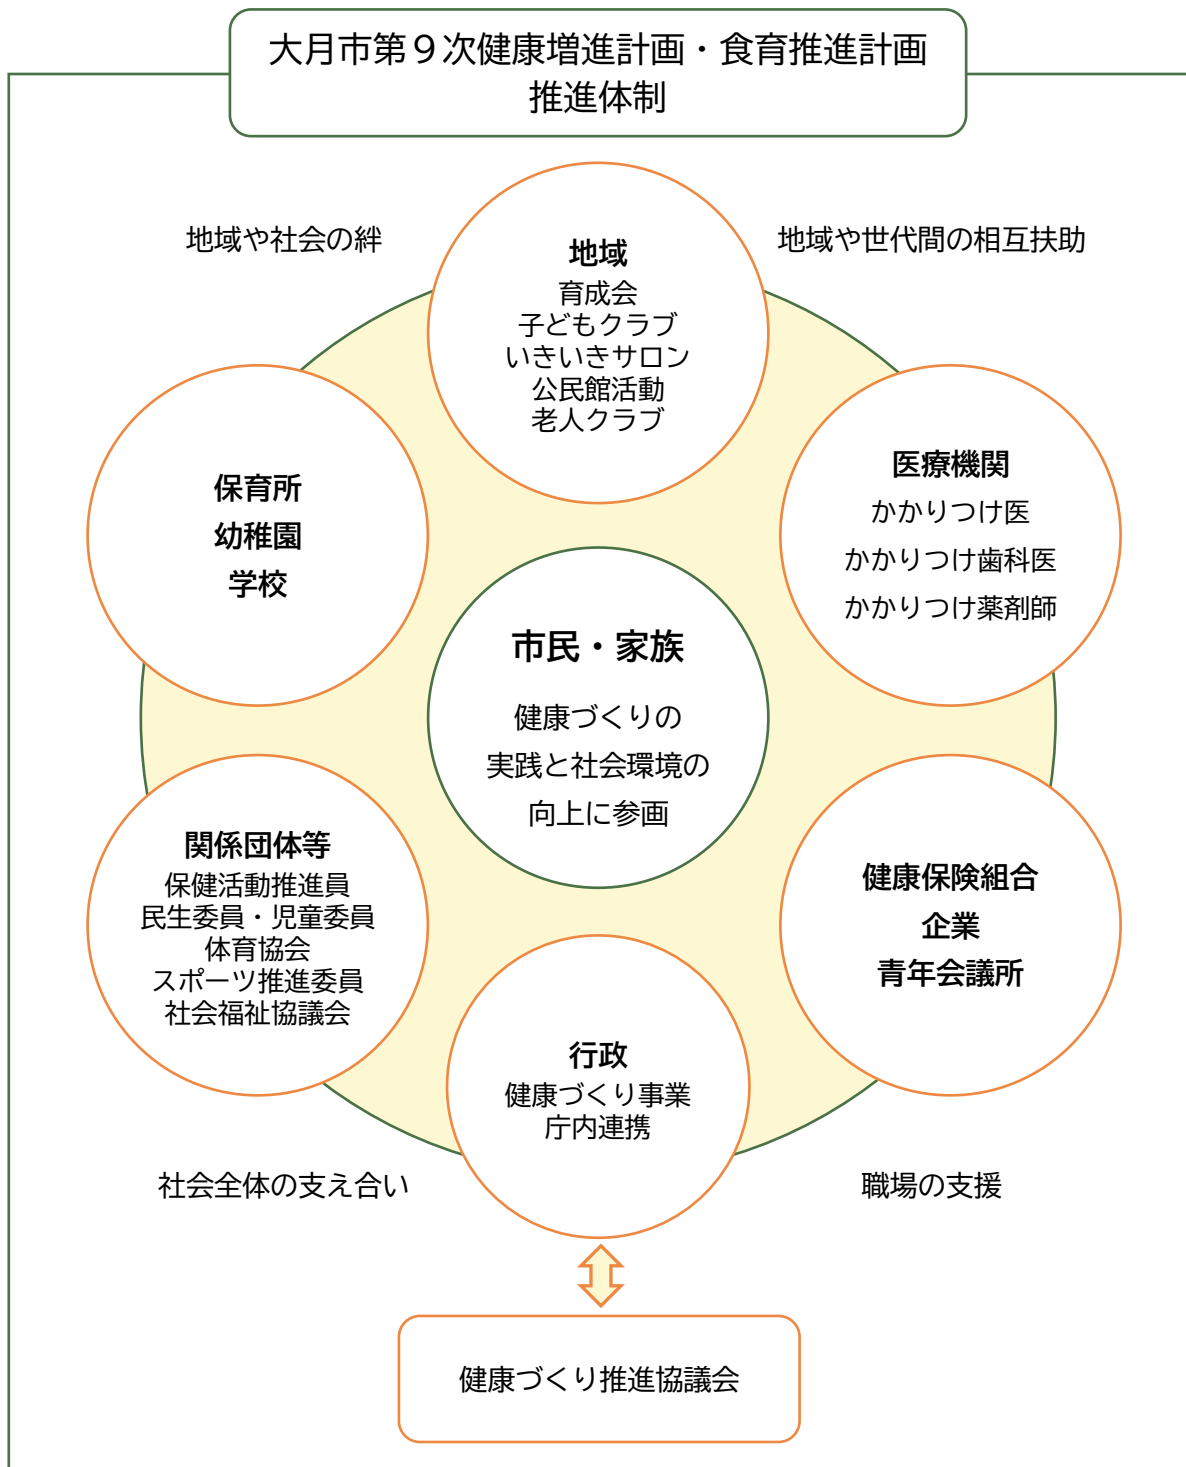 大月市第９次健康増進計画・食育推進計画
推進体制
地域や社会の絆
地域や世代間の相互扶助
地域
育成会
子どもクラブ
いきいきサロン
公民館活動
老人クラブ
保育所
幼稚園
学校
医療機関
かかりつけ医
かかりつけ歯科医
かかりつけ薬剤師
市民・家族
健康づくりの
実践と社会環境の
向上に参画
関係団体等
保健活動推進員
民生委員・児童委員
体育協会
スポーツ推進委員
社会福祉協議会
健康保険組合
企業
青年会議所
行政
健康づくり事業
庁内連携
社会全体の支え合い
職場の支援
健康づくり推進協議会